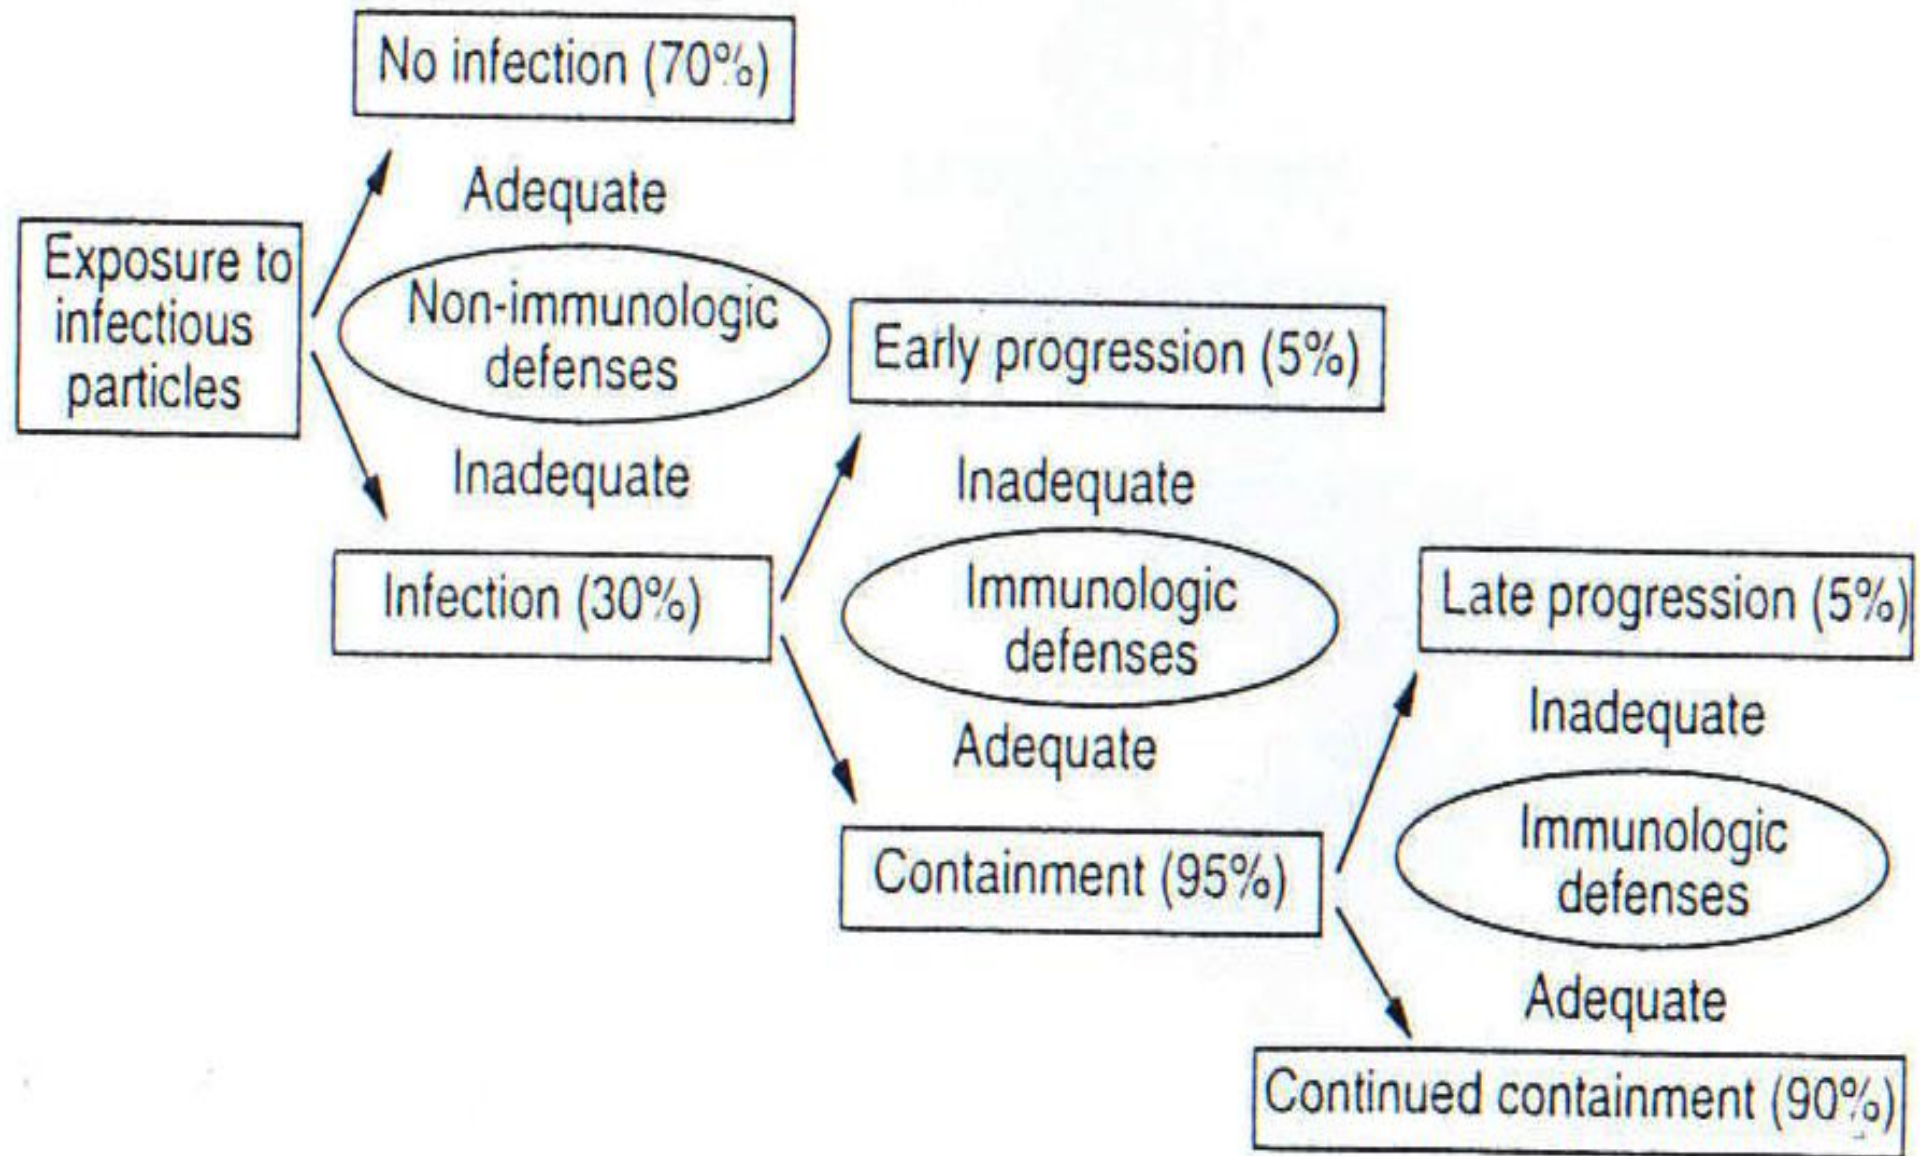 No infection (70%)
Adequate
Exposure to
infectious
particles
Non-immunologic
defenses
Inadequate
Infection (30%)
Early progression (5%)
Inadequate
Immunologic
defenses
Adequate
Containment (95%)
Late progression (5%)
Inadequate
Immunologic
defenses
Adequate
Continued containment (90%)